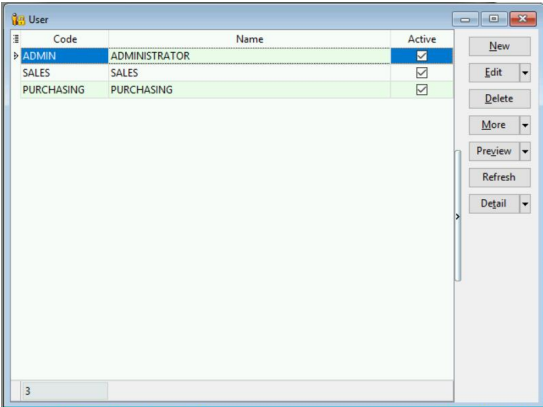 User
Code Name Active
ADMIN ADMINISTRATOR
SALES SALES
PURCHASING PURCHASING
3
New
Edit
Delete
More
Preview
Refresh
Detail